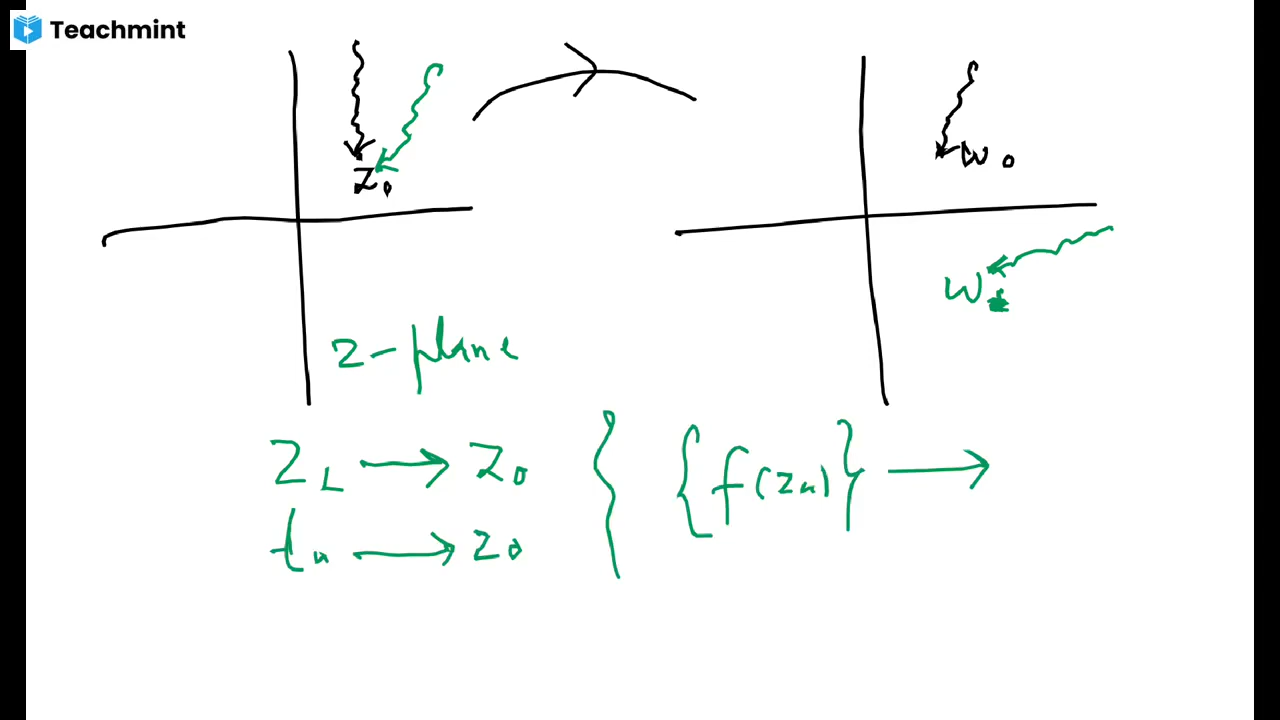 Teachmint
z₀
w₀
w
z-plane
z_n → z₀
{f(z_n)} →
t_n → z₀